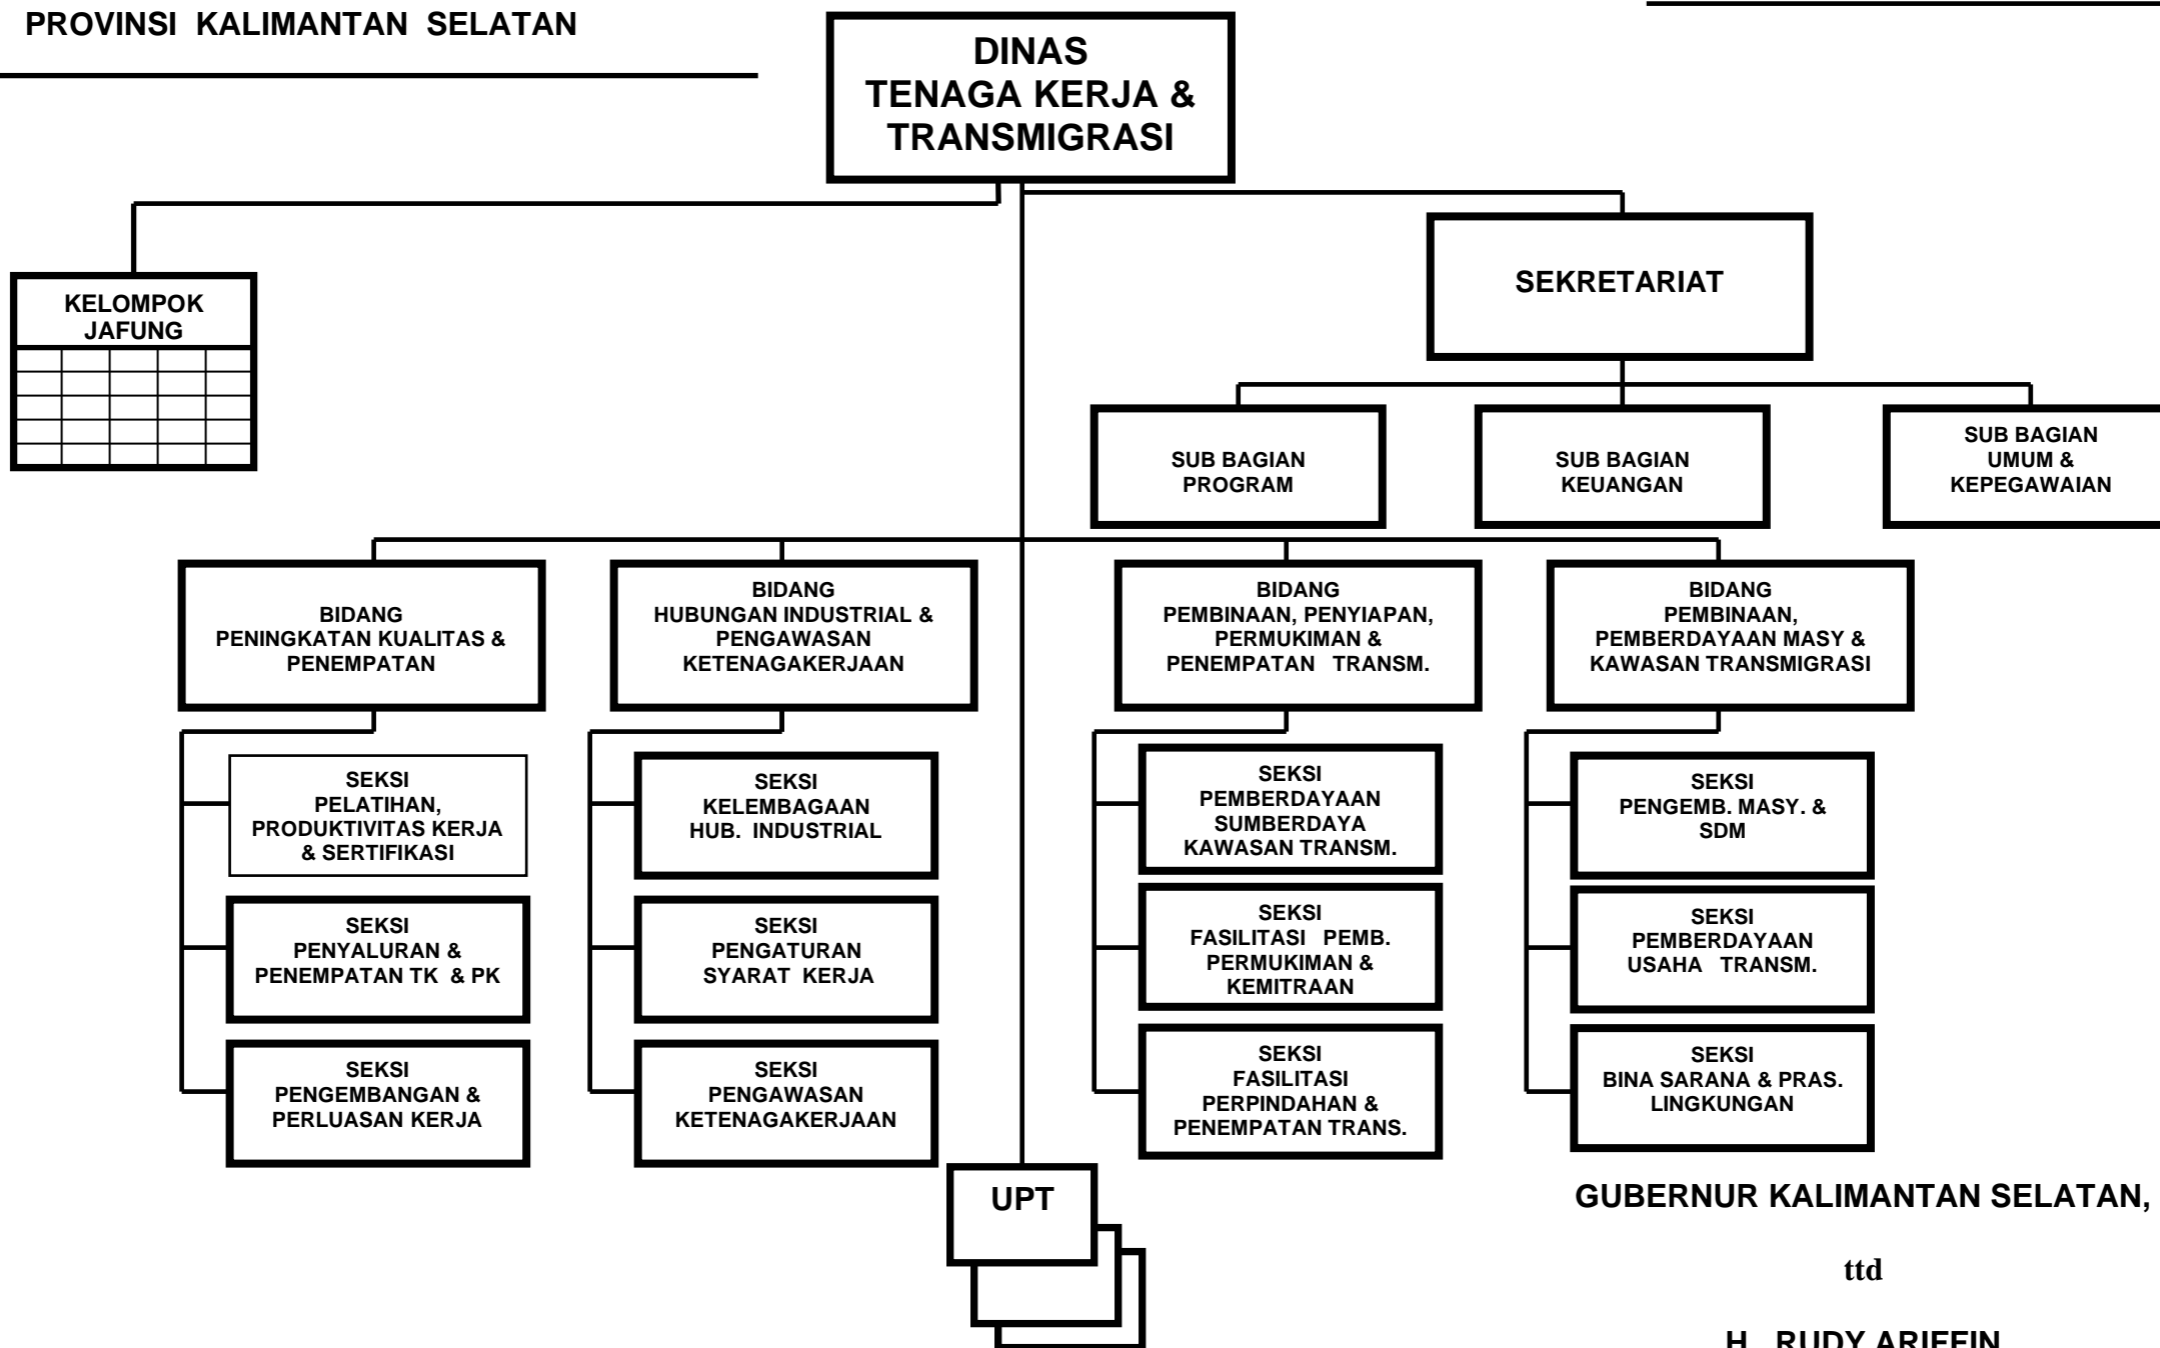 PROVINSI KALIMANTAN SELATAN
DINAS
TENAGA KERJA &
TRANSMIGRASI
KELOMPOK
JAFUNG
SEKRETARIAT
SUB BAGIAN
PROGRAM
SUB BAGIAN
KEUANGAN
SUB BAGIAN
UMUM &
KEPEGAWAIAN
BIDANG
PENINGKATAN KUALITAS &
PENEMPATAN
BIDANG
HUBUNGAN INDUSTRIAL &
PENGAWASAN
KETENAGAKERJAAN
BIDANG
PEMBINAAN, PENYIAPAN,
PERMUKIMAN &
PENEMPATAN TRANSM.
BIDANG
PEMBINAAN,
PEMBERDAYAAN MASY &
KAWASAN TRANSMIGRASI
SEKSI
PELATIHAN,
PRODUKTIVITAS KERJA
& SERTIFIKASI
SEKSI
PENYALURAN &
PENEMPATAN TK & PK
SEKSI
PENGEMBANGAN &
PERLUASAN KERJA
SEKSI
KELEMBAGAAN
HUB. INDUSTRIAL
SEKSI
PENGATURAN
SYARAT KERJA
SEKSI
PENGAWASAN
KETENAGAKERJAAN
SEKSI
PEMBERDAYAAN
SUMBERDAYA
KAWASAN TRANSM.
SEKSI
FASILITASI PEMB.
PERMUKIMAN &
KEMITRAAN
SEKSI
FASILITASI
PERPINDAHAN &
PENEMPATAN TRANS.
SEKSI
PENGEMB. MASY. &
SDM
SEKSI
PEMBERDAYAAN
USAHA TRANSM.
SEKSI
BINA SARANA & PRAS.
LINGKUNGAN
UPT
GUBERNUR KALIMANTAN SELATAN,
ttd
H. RUDY ARIFFIN